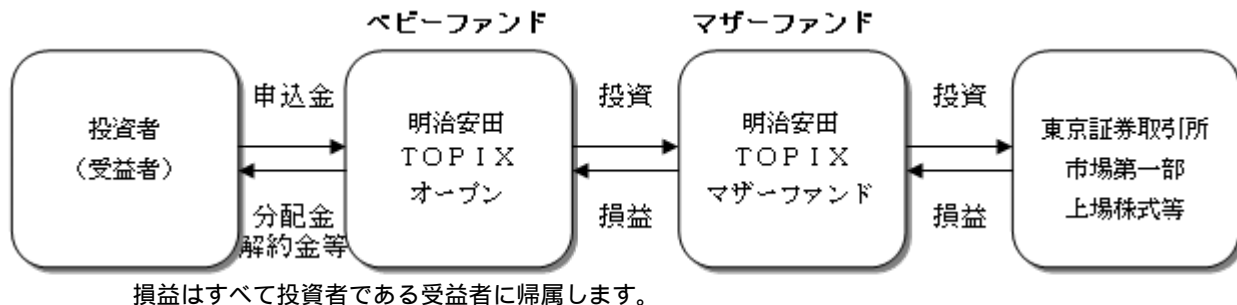 ベビーファンド
マザーファンド
投資者
（受益者）
申込金
分配金
解約金等
明治安田
ＴＯＰＩＸ
オープン
投資
損益
明治安田
ＴＯＰＩＸ
マザーファンド
投資
損益
東京証券取引所
市場第一部
上場株式等
損益はすべて投資者である受益者に帰属します。